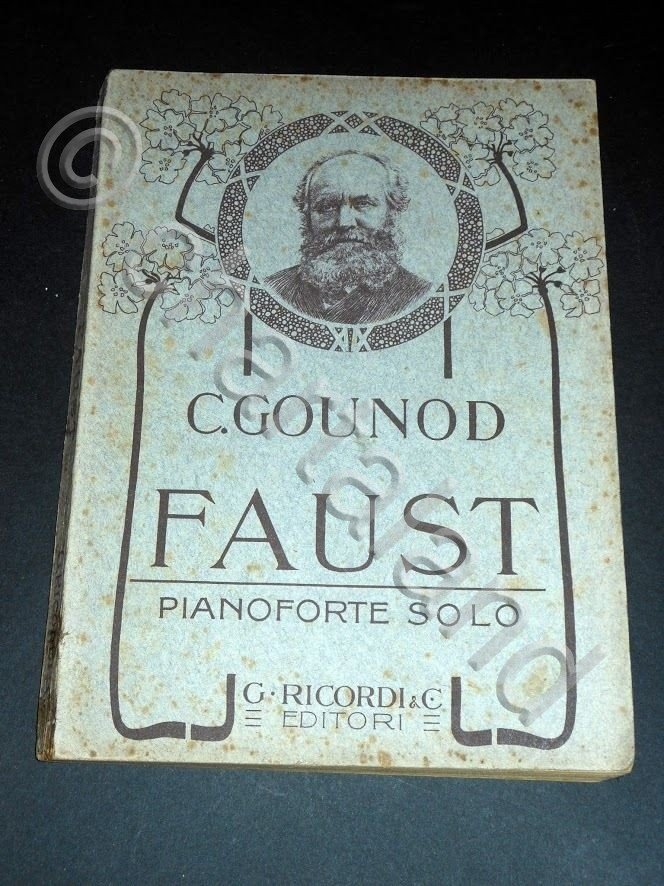 C. GOUNOD
FAUST
PIANOFORTE SOLO
G. RICORDI & C.
EDITORI
©